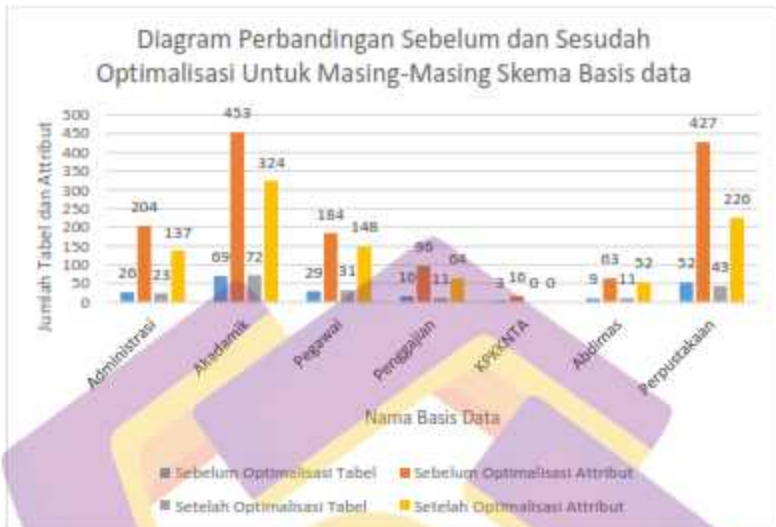 Diagram Perbandingan Sebelum dan Sesudah
Optimalisasi Untuk Masing-Masing Skema Basis data
Jumlah Tabel dan Attribut
500
450
400
350
300
250
200
150
100
50
0
26 204 23 137
69 453 72 324
29 184 31 148
16 96 11 64
3 16 0 0
9 63 11 52
52 427 43 226
Administrasi
Akadamik
Pegawai
Penggajian
KPKKNTA
Abdimas
Perpustakaan
Nama Basis Data
Sebelum Optimalisasi Tabel
Sebelum Optimalisasi Attribut
Setelah Optimalisasi Tabel
Setelah Optimalisasi Attribut